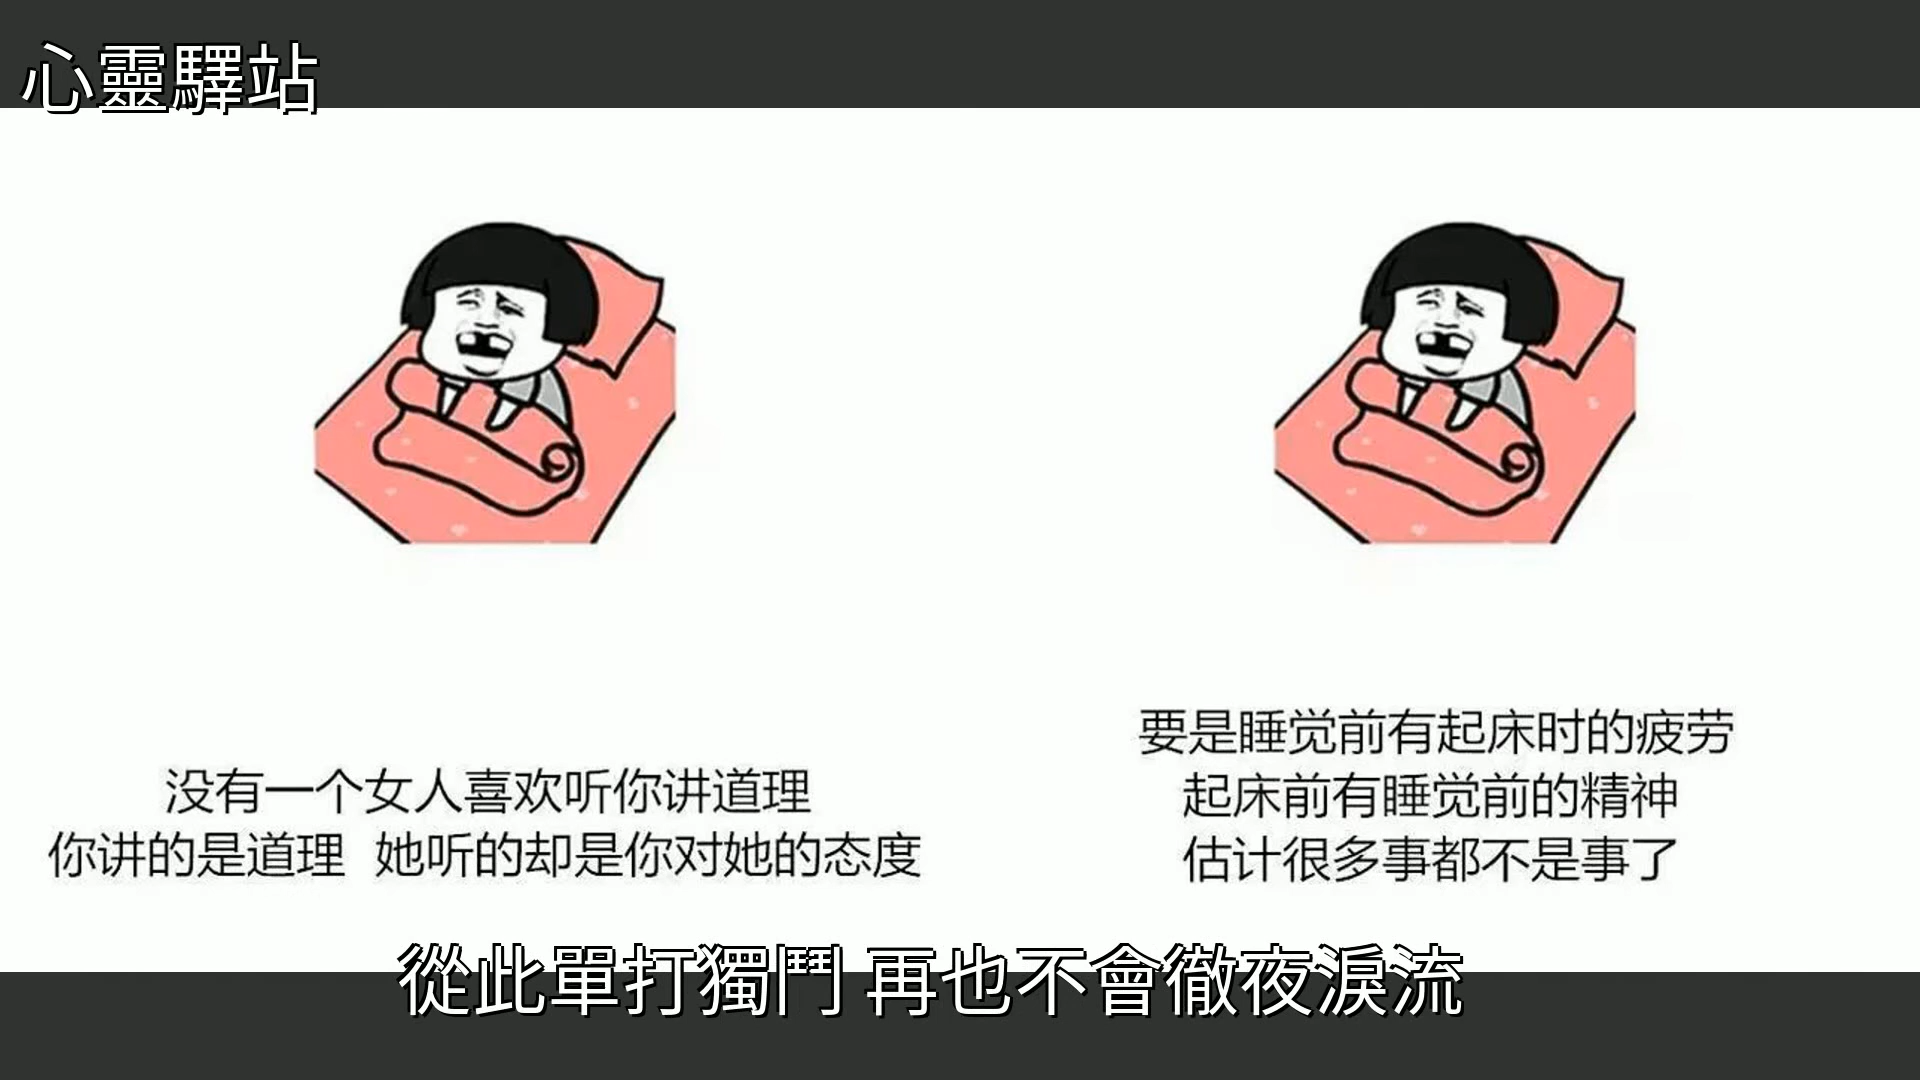 心靈驛站
没有一个女人喜欢听你讲道理
你讲的是道理 她听的却是你对她的态度
要是睡觉前有起床时的疲劳
起床前有睡觉前的精神
估计很多事都不是事了
從此單打獨鬥 再也不會徹夜淚流